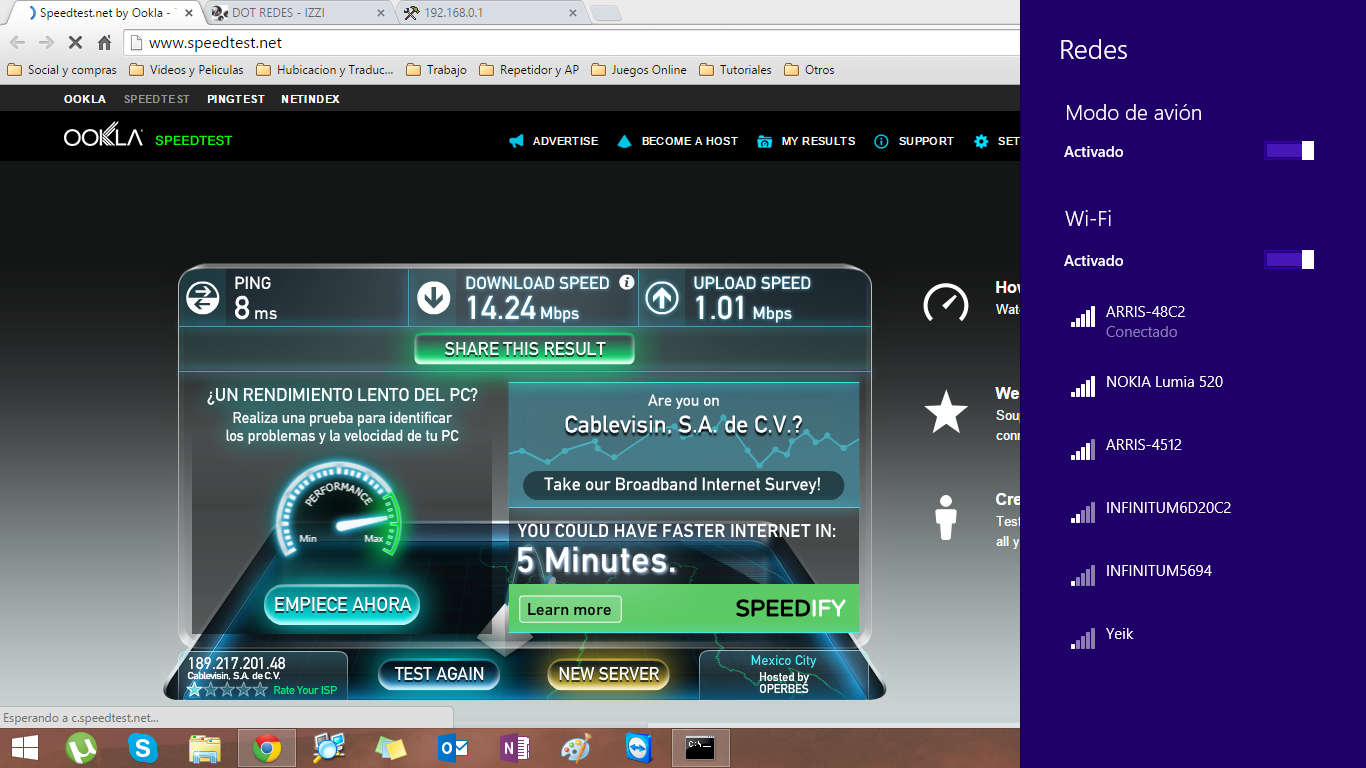 Speedtest.net by Ookla -
DOT REDES - IZZI
192.168.0.1
www.speedtest.net
Social y compras
Videos y Peliculas
Hubicacion y Traduc...
Trabajo
Repetidor y AP
Juegos Online
Tutoriales
Otros
OOKLA
SPEEDTEST
PINGTEST
NETINDEX
OOKLA SPEEDTEST
ADVERTISE
BECOME A HOST
MY RESULTS
SUPPORT
SET
PING
8 ms
DOWNLOAD SPEED
14.24 Mbps
UPLOAD SPEED
1.01 Mbps
SHARE THIS RESULT
¿UN RENDIMIENTO LENTO DEL PC?
Realiza una prueba para identificar
los problemas y la velocidad de tu PC
PERFORMANCE
Min
Max
EMPIECE AHORA
Are you on
Cablevisin, S.A. de C.V.?
Take our Broadband Internet Survey!
YOU COULD HAVE FASTER INTERNET IN:
5 Minutes.
Learn more
SPEEDIFY
189.217.201.48
Cablevisin, S.A. de C.V.
Rate Your ISP
TEST AGAIN
NEW SERVER
Mexico City
Hosted by
OPERBES
How
Watc
We
Sou
conn
Cre
Test
all y
Esperando a c.speedtest.net...
Redes
Modo de avión
Activado
Wi-Fi
Activado
ARRIS-48C2
Conectado
NOKIA Lumia 520
ARRIS-4512
INFINITUM6D20C2
INFINITUM5694
Yeik